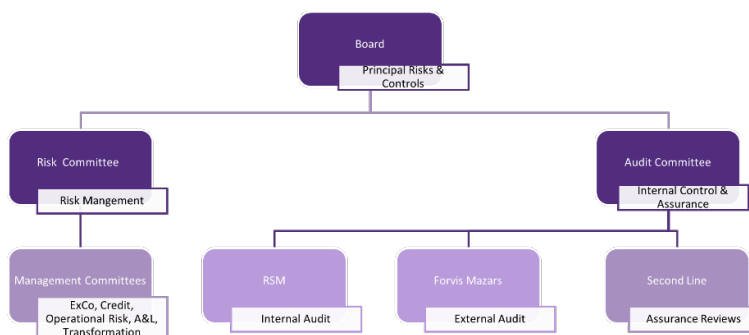 Board
Principal Risks &
Controls
Risk Committee
Risk Mangement
Audit Committee
Internal Control &
Assurance
Management Committees
ExCo, Credit,
Operational Risk, A&L,
Transformation
RSM
Internal Audit
Forvis Mazars
External Audit
Second Line
Assurance Reviews